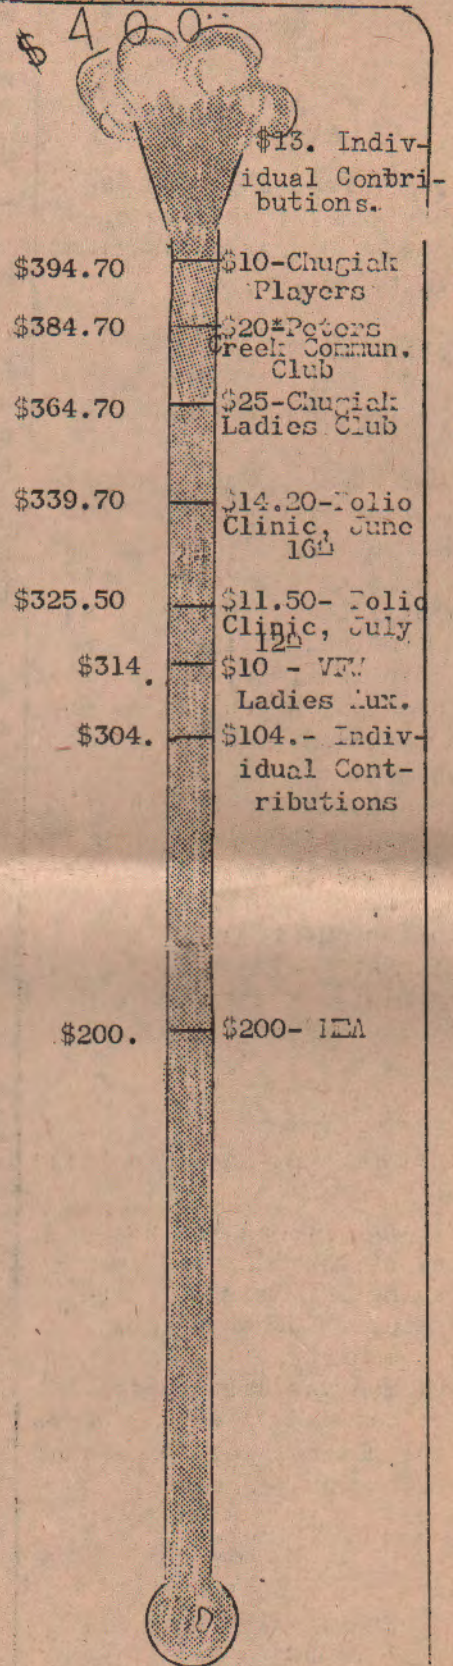 $400
$13. Indiv-
idual Contri-
butions.
$394.70 $10-Chugiak
Players
$384.70 $20*Peters
Creek Commun.
Club
$364.70 $25-Chugiak
Ladies Club
$339.70 $14.20-Polio
Clinic, June
16
$325.50 $11.50- Polio
Clinic, July
12
$314. $10 - VFW
Ladies Aux.
$304. $104.- Indiv-
idual Cont-
ributions
$200. $200-